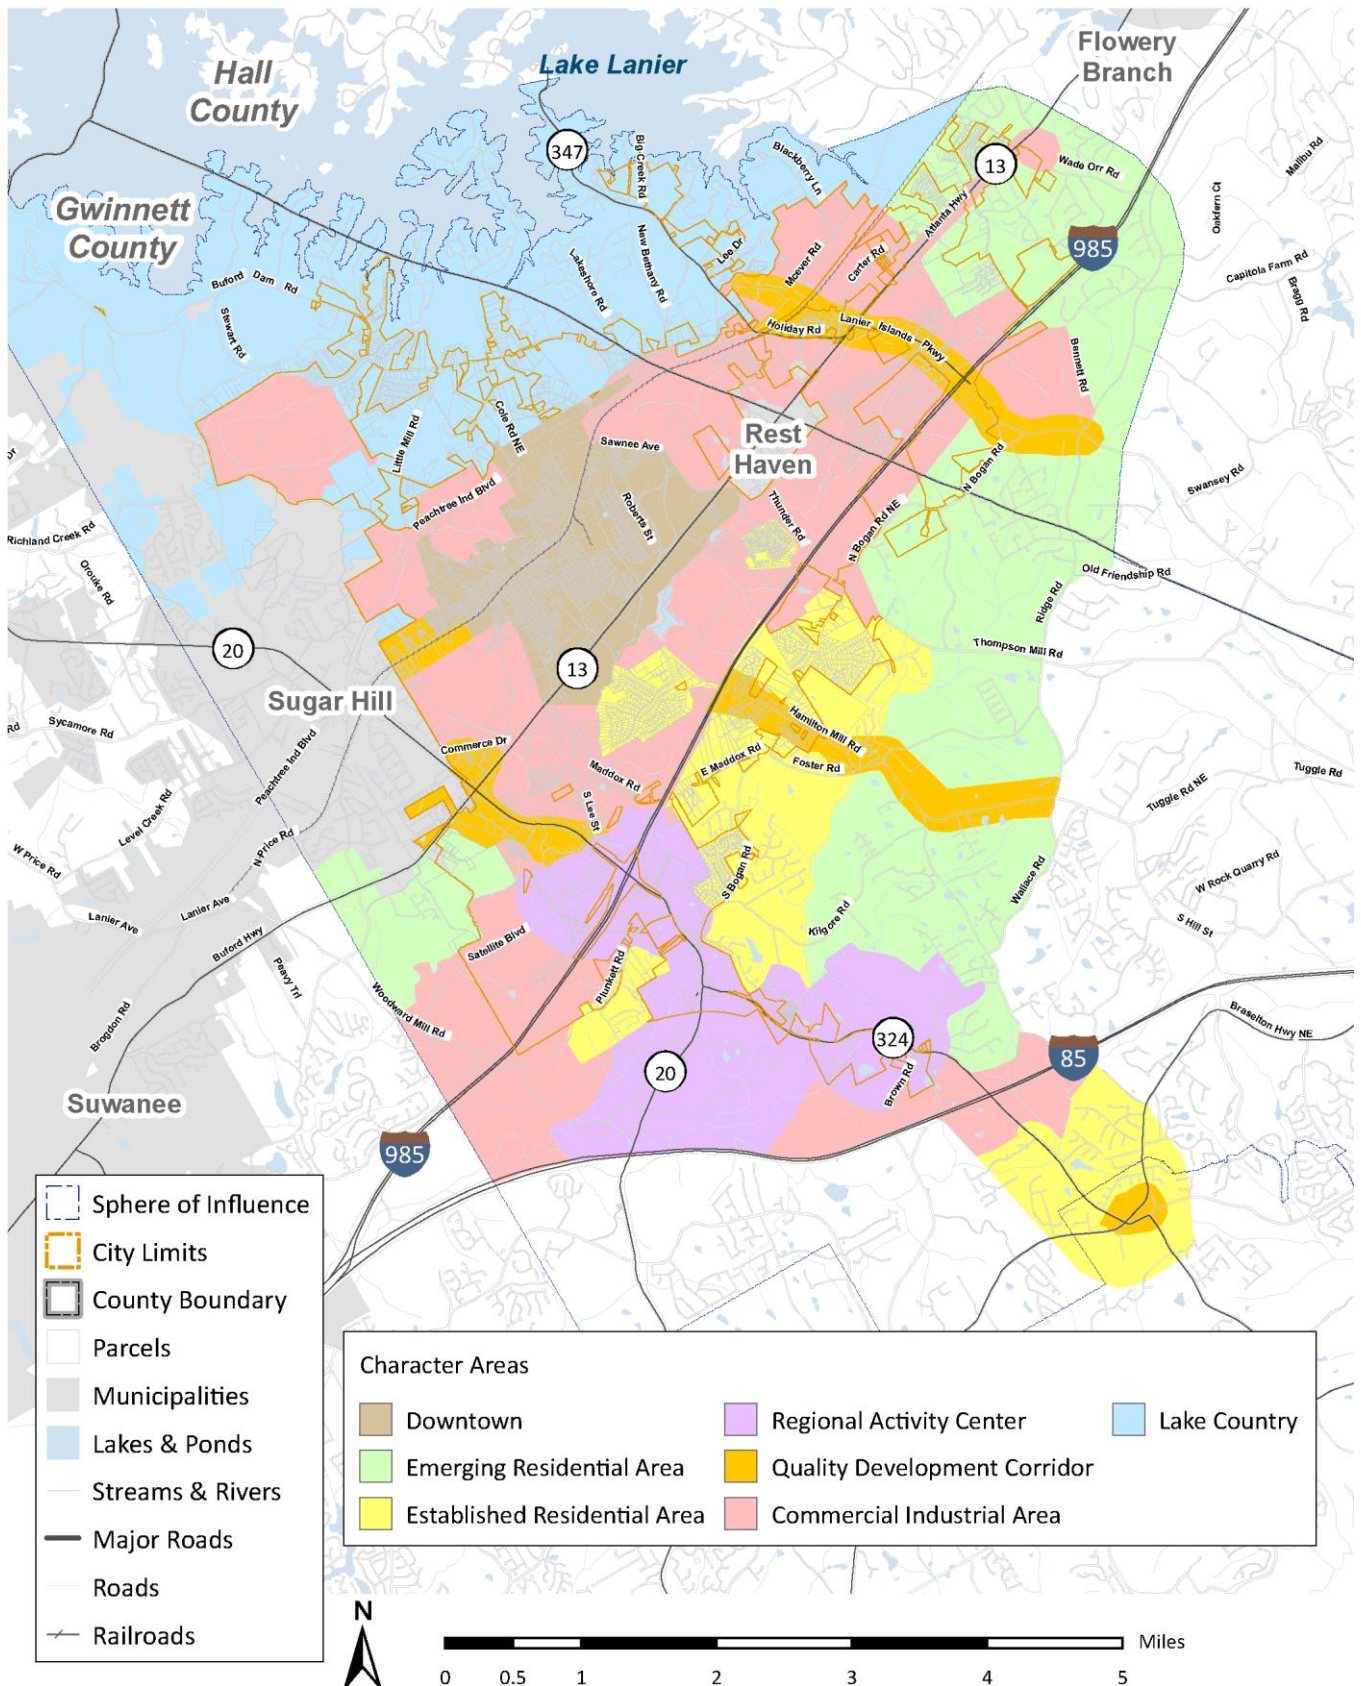 Flowery
Branch
Hall
County
Lake Lanier
347
Big Creek Rd
Blackberry Ln
13
Wade Orr Rd
Malibu Rd
Oakfern Ct
Gwinnett
County
Atlanta Hwy
985
New Bethany Rd
Lee Dr
Mcever Rd
Carter Rd
Capitola Farm Rd
Bragg Rd
Buford Dam Rd
Lakeshore Rd
Stewart Rd
Holiday Rd
Lanier Islands Pkwy
Bennett Rd
Little Mill Rd
Cole Rd NE
Sawnee Ave
Rest
Haven
N Bogan Rd
Swansey Rd
Dr
Peachtree Ind Blvd
Roberts St
Thunder Rd
N Bogan Rd NE
Richland Creek Rd
Orouke Rd
Old Friendship Rd
Ridge Rd
20
Thompson Mill Rd
13
Sugar Hill
Rd
Sycamore Rd
Peachtree Ind Blvd
Commerce Dr
Hamilton Mill Rd
E Maddox Rd
Foster Rd
Maddox Rd
Tuggle Rd
Tuggle Rd NE
Level Creek Rd
S Lee St
N Price Rd
W Price Rd
S Bogan Rd
W Rock Quarry Rd
Wallace Rd
Lanier Ave
Lanier Ave
S Hill St
Kilgore Rd
Buford Hwy
Satellite Blvd
Peavy Trl
Plunkett Rd
Woodward Mill Rd
Brogdon Rd
Braselton Hwy NE
324
85
20
Brown Rd
Suwanee
985
Sphere of Influence
City Limits
County Boundary
Parcels
Municipalities
Lakes & Ponds
Streams & Rivers
Major Roads
Roads
Railroads
Character Areas
Downtown
Regional Activity Center
Lake Country
Emerging Residential Area
Quality Development Corridor
Established Residential Area
Commercial Industrial Area
N
Miles
0 0.5 1 2 3 4 5